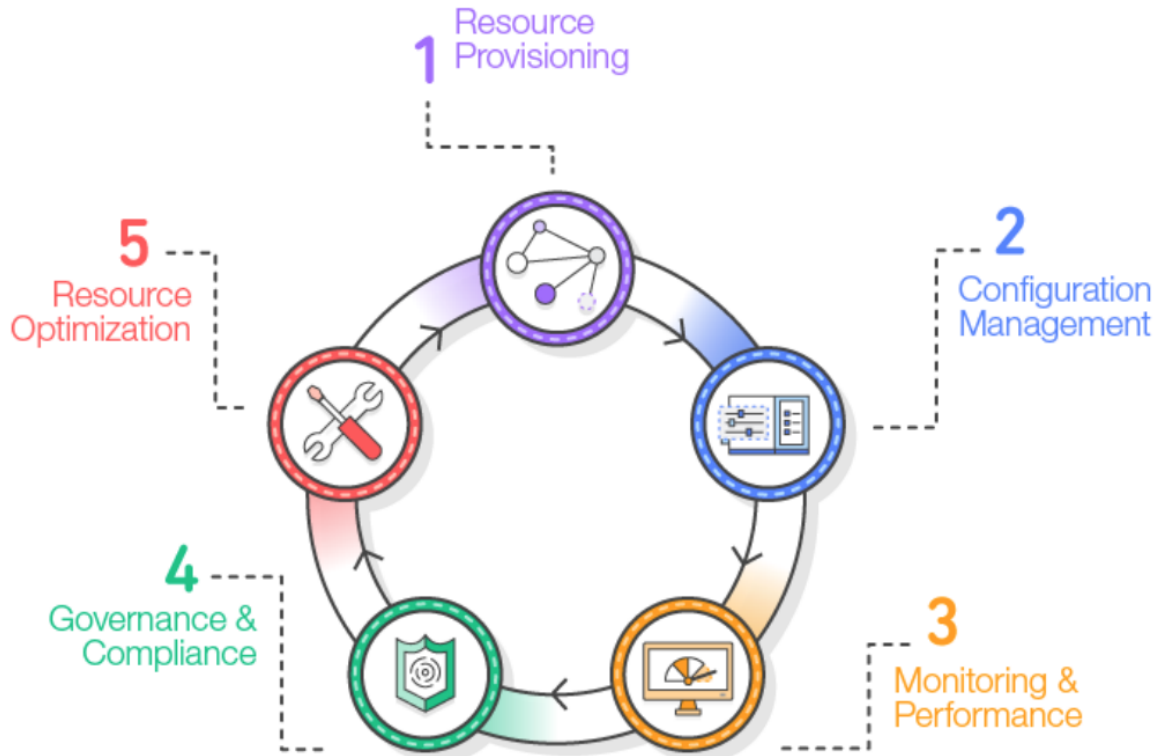 1
Resource
Provisioning
2
Configuration
Management
3
Monitoring &
Performance
4
Governance &
Compliance
5
Resource
Optimization